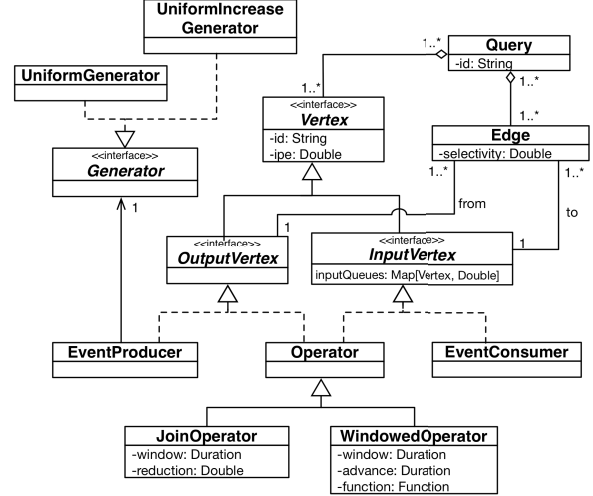 UniformIncrease
Generator
UniformGenerator
1..*
Query
-id: String
1..*
1..*
<<interface>>
Vertex
-id: String
-ipe: Double
1..*
Edge
-selectivity: Double
<<interface>>
Generator
1
1..*
1..*
from
to
1
1
<<interface>>
OutputVertex
<<interface>>
InputVertex
inputQueues: Map[Vertex, Double]
EventProducer
Operator
EventConsumer
JoinOperator
-window: Duration
-reduction: Double
WindowedOperator
-window: Duration
-advance: Duration
-function: Function